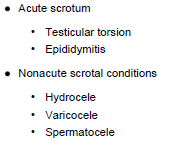 ● Acute scrotum
• Testicular torsion
• Epididymitis
● Nonacute scrotal conditions
• Hydrocele
• Varicocele
• Spermatocele